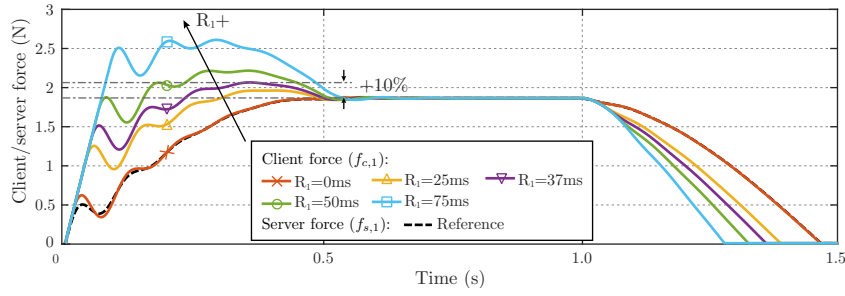 3
2.5
2
1.5
1
0.5
0
Client/server force (N)
R₁+
+10%
Client force (f_c,1):
R₁=0ms
R₁=25ms
R₁=37ms
R₁=50ms
R₁=75ms
Server force (f_s,1):
Reference
0
0.5
1.0
1.5
Time (s)